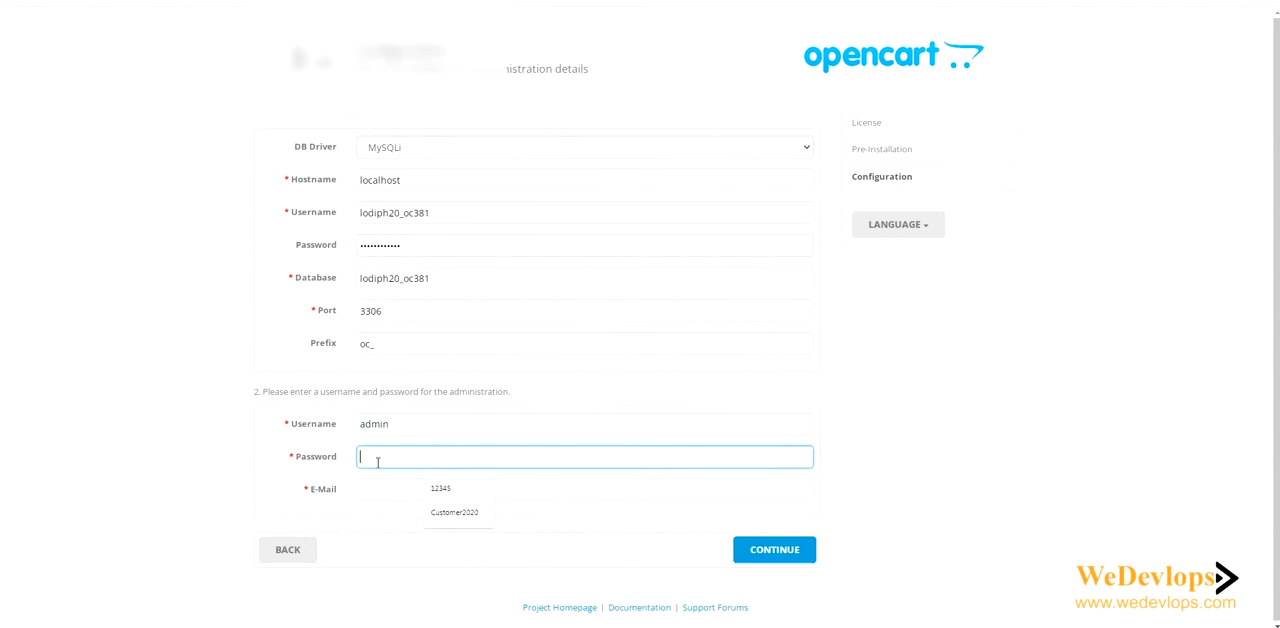 opencart
nistration details
License
DB Driver MySQLi
Pre-Installation
* Hostname localhost
Configuration
* Username lodiph20_oc381
LANGUAGE
Password ••••••••••••
* Database lodiph20_oc381
* Port 3306
Prefix oc_
2. Please enter a username and password for the administration.
* Username admin
* Password
* E-Mail
12345
Customer2020
BACK
CONTINUE
WeDevlops
www.wedevlops.com
Project Homepage | Documentation | Support Forums